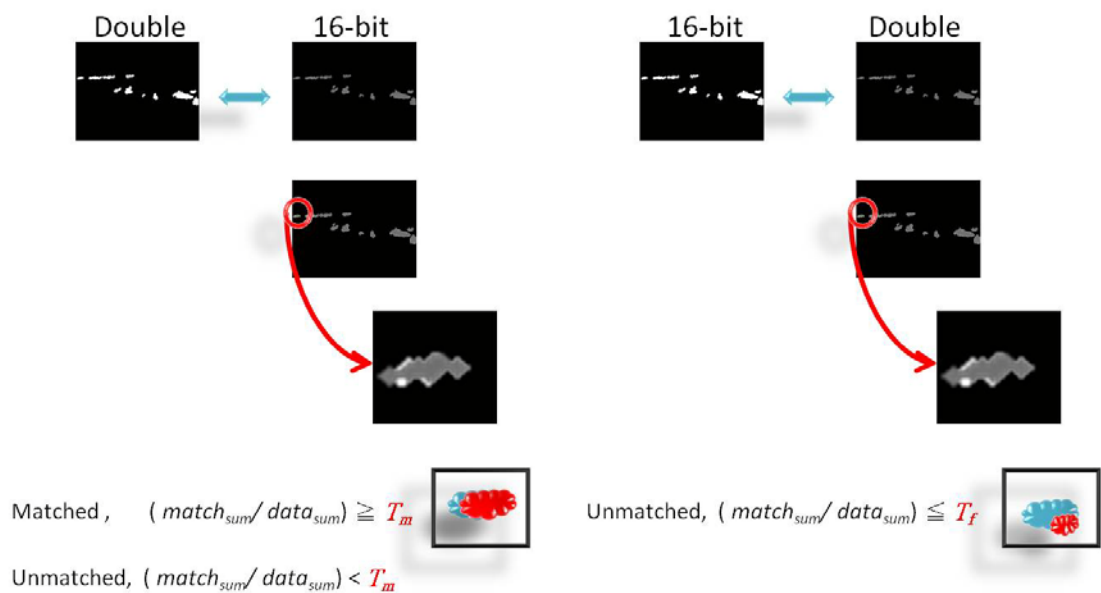 Double 16-bit
16-bit Double
Matched , ( match_sum / data_sum ) ≧ T_m
Unmatched, ( match_sum / data_sum ) < T_m
Unmatched, ( match_sum / data_sum ) ≦ T_f